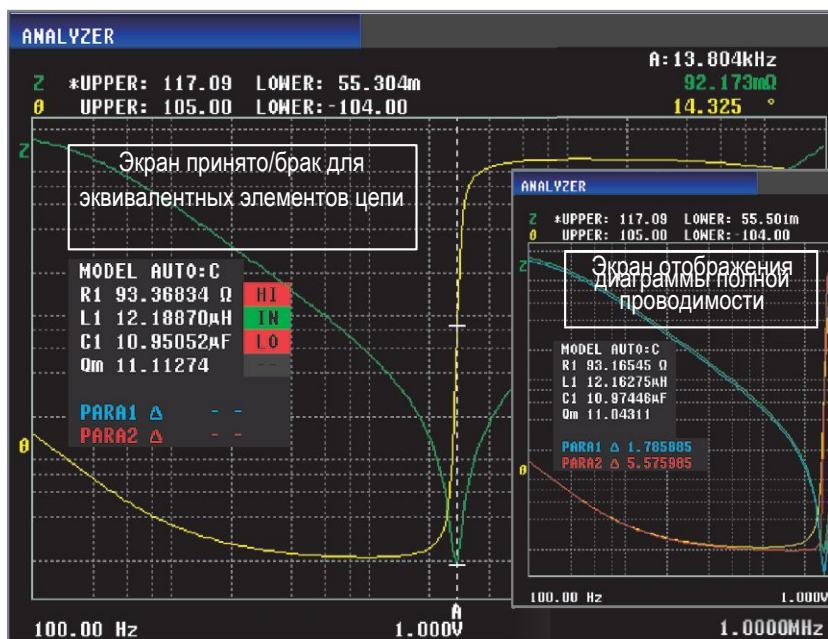 ANALYZER
A:13.804kHz
Z *UPPER: 117.09 LOWER: 55.304m 92.173mΩ
θ UPPER: 105.00 LOWER:-104.00 14.325 °
Z
Экран принято/брак для
эквивалентных элементов цепи
MODEL AUTO:C
R1 93.36834 Ω HI
L1 12.18870μH IN
C1 10.95052μF LO
Qm 11.11274 --
PARA1 Δ - -
PARA2 Δ - -
θ
A
100.00 Hz 1.000V 1.0000MHz
ANALYZER
Z *UPPER: 117.09 LOWER: 55.501m
θ UPPER: 105.00 LOWER:-104.00
Z
Экран отображения
диаграммы полной
проводимости
MODEL AUTO:C
R1 93.16545 Ω
L1 12.16275μH
C1 10.97446μF
Qm 11.04311
PARA1 Δ 1.785885
PARA2 Δ 5.575985
θ
100.00 Hz 1.000V